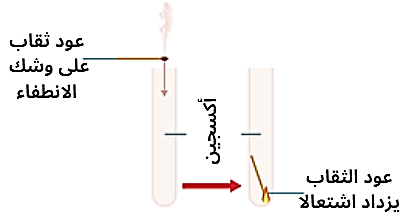 عود ثقاب
على وشك
الانطفاء
أكسجين
عود الثقاب
يزداد اشتعالا